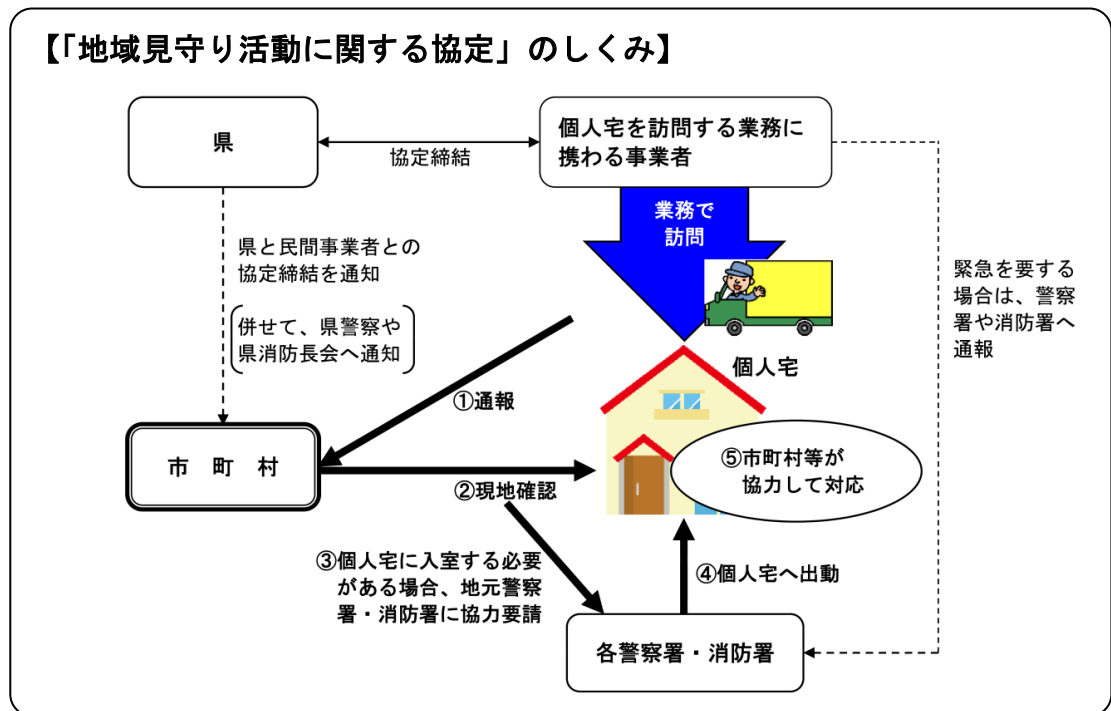 【「地域見守り活動に関する協定」のしくみ】
県
協定締結
個人宅を訪問する業務に
携わる事業者
業務で
訪問
県と民間事業者との
協定締結を通知
併せて、県警察や
県消防長会へ通知
緊急を要する
場合は、警察
署や消防署へ
通報
個人宅
①通報
市町村
②現地確認
⑤市町村等が
協力して対応
③個人宅に入室する必要
がある場合、地元警察
署・消防署に協力要請
④個人宅へ出動
各警察署・消防署